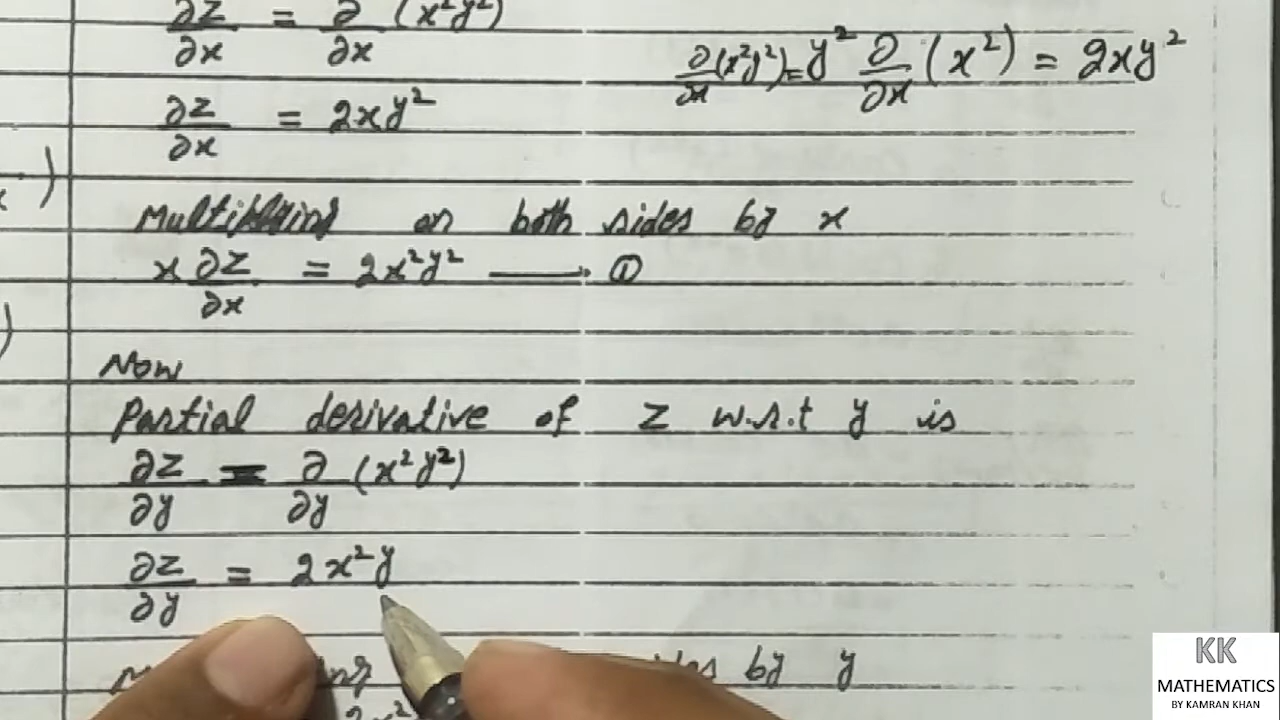 ∂z/∂x = ∂/∂x (x²y²)
∂/∂x (x²y²) = y² ∂/∂x (x²) = 2xy²
∂z/∂x = 2xy²
Multiplying on both sides by x
x ∂z/∂x = 2x²y² ——— ①
Now
Partial derivative of z w.r.t y is
∂z/∂y = ∂/∂y (x²y²)
∂z/∂y = 2x²y
by y
2x²
KK
MATHEMATICS
BY KAMRAN KHAN